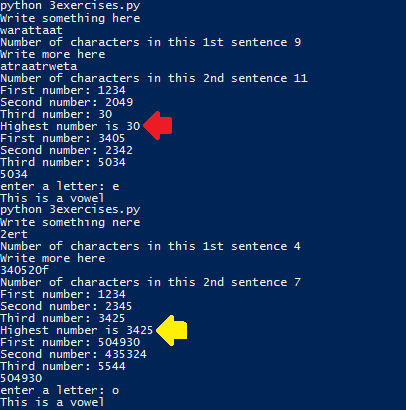 python 3exercises.py
Write something here
warattaat
Number of characters in this 1st sentence 9
Write more here
atraatrweta
Number of characters in this 2nd sentence 11
First number: 1234
Second number: 2049
Third number: 30
Highest number is 30
First number: 3405
Second number: 2342
Third number: 5034
5034
enter a letter: e
This is a vowel
python 3exercises.py
Write something here
2ert
Number of characters in this 1st sentence 4
Write more here
340520f
Number of characters in this 2nd sentence 7
First number: 1234
Second number: 2345
Third number: 3425
Highest number is 3425
First number: 504930
Second number: 435324
Third number: 5544
504930
enter a letter: o
This is a vowel